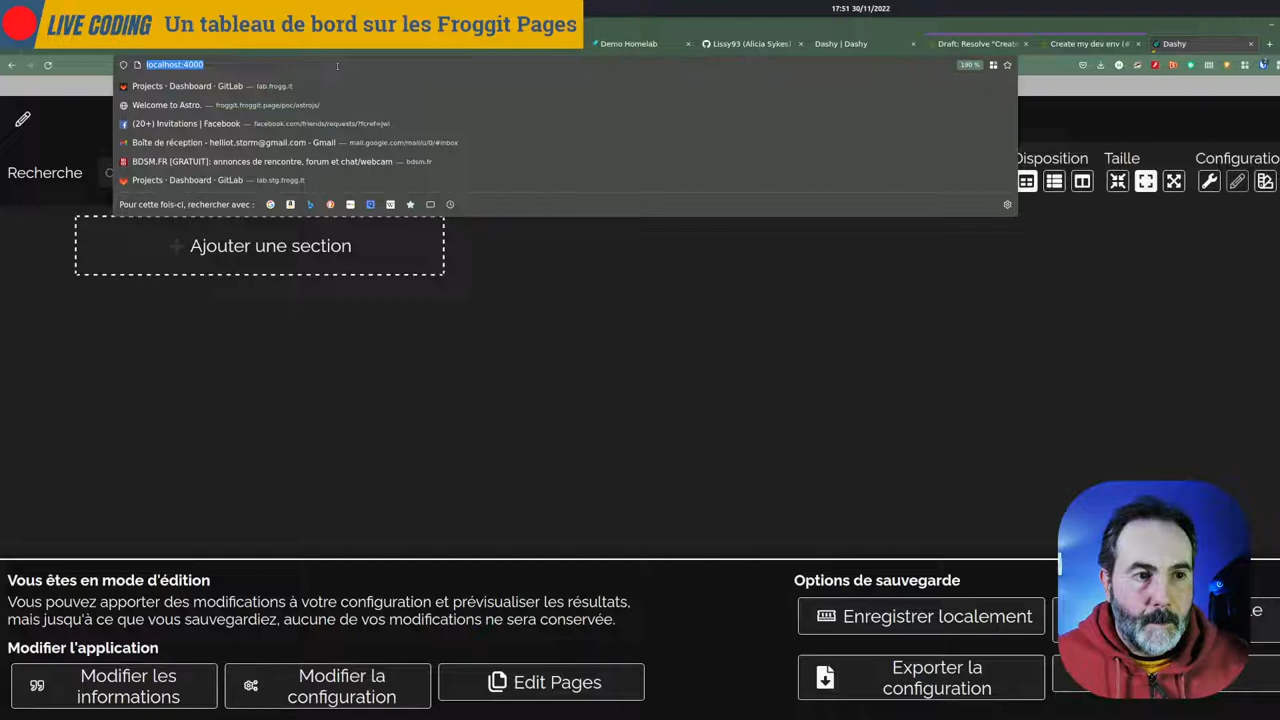 17:51 30/11/2022
LIVE CODING Un tableau de bord sur les Froggit Pages
Demo Homelab
Lissy93 (Alicia Sykes)
Dashy | Dashy
Draft: Resolve "Create
Create my dev env (#
Dashy
localhost:4000
190 %
Projects · Dashboard · GitLab — lab.frogg.it
Welcome to Astro. — froggit.froggit.page/poc/astrojs/
(20+) Invitations | Facebook — facebook.com/friends/requests/?fcref=jwl
Boîte de réception - helliot.storm@gmail.com - Gmail — mail.google.com/mail/u/0/#inbox
BDSM.FR [GRATUIT]: annonces de rencontre, forum et chat/webcam — bdsm.fr
Projects · Dashboard · GitLab — lab.stg.frogg.it
Pour cette fois-ci, rechercher avec :
Recherche
Disposition
Taille
Configuratio
+ Ajouter une section
Vous êtes en mode d'édition
Vous pouvez apporter des modifications à votre configuration et prévisualiser les résultats,
mais jusqu'à ce que vous sauvegardiez, aucune de vos modifications ne sera conservée.
Modifier l'application
Modifier les
informations
Modifier la
configuration
Edit Pages
Options de sauvegarde
Enregistrer localement
Exporter la
configuration